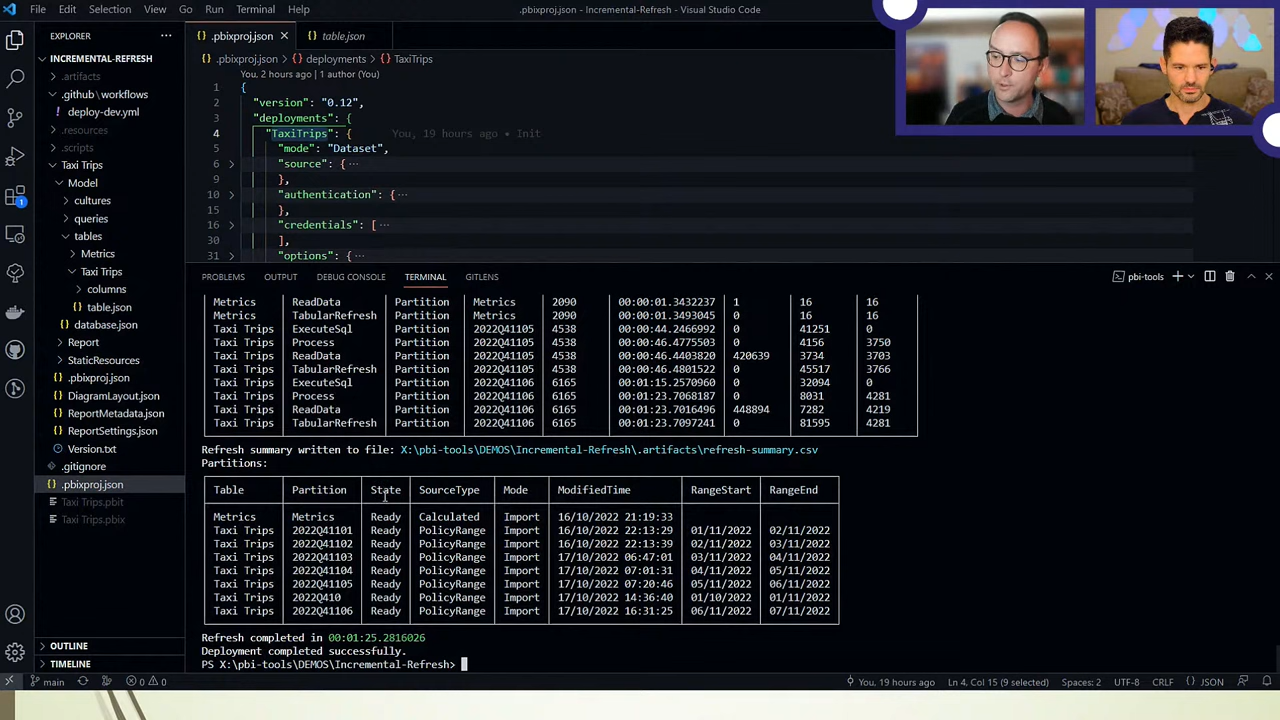 File Edit Selection View Go Run Terminal Help .pbixproj.json - Incremental-Refresh - Visual Studio Code
EXPLORER ···
.pbixproj.json × table.json
INCREMENTAL-REFRESH
.artifacts
.github\workflows
deploy-dev.yml
.resources
.scripts
Taxi Trips
Model
cultures
queries
tables
Metrics
Taxi Trips
columns
table.json
database.json
Report
StaticResources
.pbixproj.json
DiagramLayout.json
ReportMetadata.json
ReportSettings.json
Version.txt
.gitignore
.pbixproj.json
Taxi Trips.pbit
Taxi Trips.pbix
OUTLINE
TIMELINE
1
.pbixproj.json > deployments > TaxiTrips
You, 2 hours ago | 1 author (You)
1 {
2 "version": "0.12",
3 "deployments": {
4 "TaxiTrips": { You, 19 hours ago • Init
5 "mode": "Dataset",
6 "source": { ···
9 },
10 "authentication": { ···
15 },
16 "credentials": [ ···
30 ],
31 "options": { ···
PROBLEMS OUTPUT DEBUG CONSOLE TERMINAL GITLENS pbi-tools
Metrics ReadData Partition Metrics 2090 00:00:01.3432237 1 16 16
Metrics TabularRefresh Partition Metrics 2090 00:00:01.3493045 0 16 16
Taxi Trips ExecuteSql Partition 2022Q41105 4538 00:00:44.2466992 0 41251 0
Taxi Trips Process Partition 2022Q41105 4538 00:00:46.4775503 0 4156 3750
Taxi Trips ReadData Partition 2022Q41105 4538 00:00:46.4403820 420639 3734 3703
Taxi Trips TabularRefresh Partition 2022Q41105 4538 00:00:46.4801522 0 45517 3766
Taxi Trips ExecuteSql Partition 2022Q41106 6165 00:01:15.2570960 0 32094 0
Taxi Trips Process Partition 2022Q41106 6165 00:01:23.7068187 0 8031 4281
Taxi Trips ReadData Partition 2022Q41106 6165 00:01:23.7016496 448894 7282 4219
Taxi Trips TabularRefresh Partition 2022Q41106 6165 00:01:23.7097241 0 81595 4281
Refresh summary written to file: X:\pbi-tools\DEMOS\Incremental-Refresh\.artifacts\refresh-summary.csv
Partitions:
Table Partition State SourceType Mode ModifiedTime RangeStart RangeEnd
Metrics Metrics Ready Calculated Import 16/10/2022 21:19:33
Taxi Trips 2022Q41101 Ready PolicyRange Import 16/10/2022 22:13:29 01/11/2022 02/11/2022
Taxi Trips 2022Q41102 Ready PolicyRange Import 16/10/2022 22:13:39 02/11/2022 03/11/2022
Taxi Trips 2022Q41103 Ready PolicyRange Import 17/10/2022 06:47:01 03/11/2022 04/11/2022
Taxi Trips 2022Q41104 Ready PolicyRange Import 17/10/2022 07:01:31 04/11/2022 05/11/2022
Taxi Trips 2022Q41105 Ready PolicyRange Import 17/10/2022 07:20:46 05/11/2022 06/11/2022
Taxi Trips 2022Q410 Ready PolicyRange Import 17/10/2022 14:36:40 01/10/2022 01/11/2022
Taxi Trips 2022Q41106 Ready PolicyRange Import 17/10/2022 16:31:25 06/11/2022 07/11/2022
Refresh completed in 00:01:25.2816026
Deployment completed successfully.
PS X:\pbi-tools\DEMOS\Incremental-Refresh>
main 0 0 You, 19 hours ago Ln 4, Col 15 (9 selected) Spaces: 2 UTF-8 CRLF {} JSON